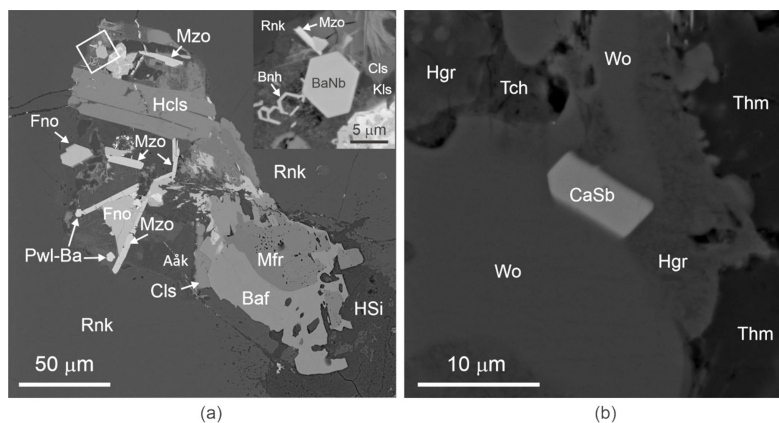 Mzo
Fno
Hcls
Mzo
Fno
Mzo
Pwl-Ba
Aåk
Cls
Mfr
Baf
Rnk
Rnk
HSi
50 μm
Rnk
Mzo
Bnh
BaNb
Cls
Kls
5 μm
(a)
Hgr
Tch
Wo
Thm
CaSb
Wo
Hgr
Thm
10 μm
(b)